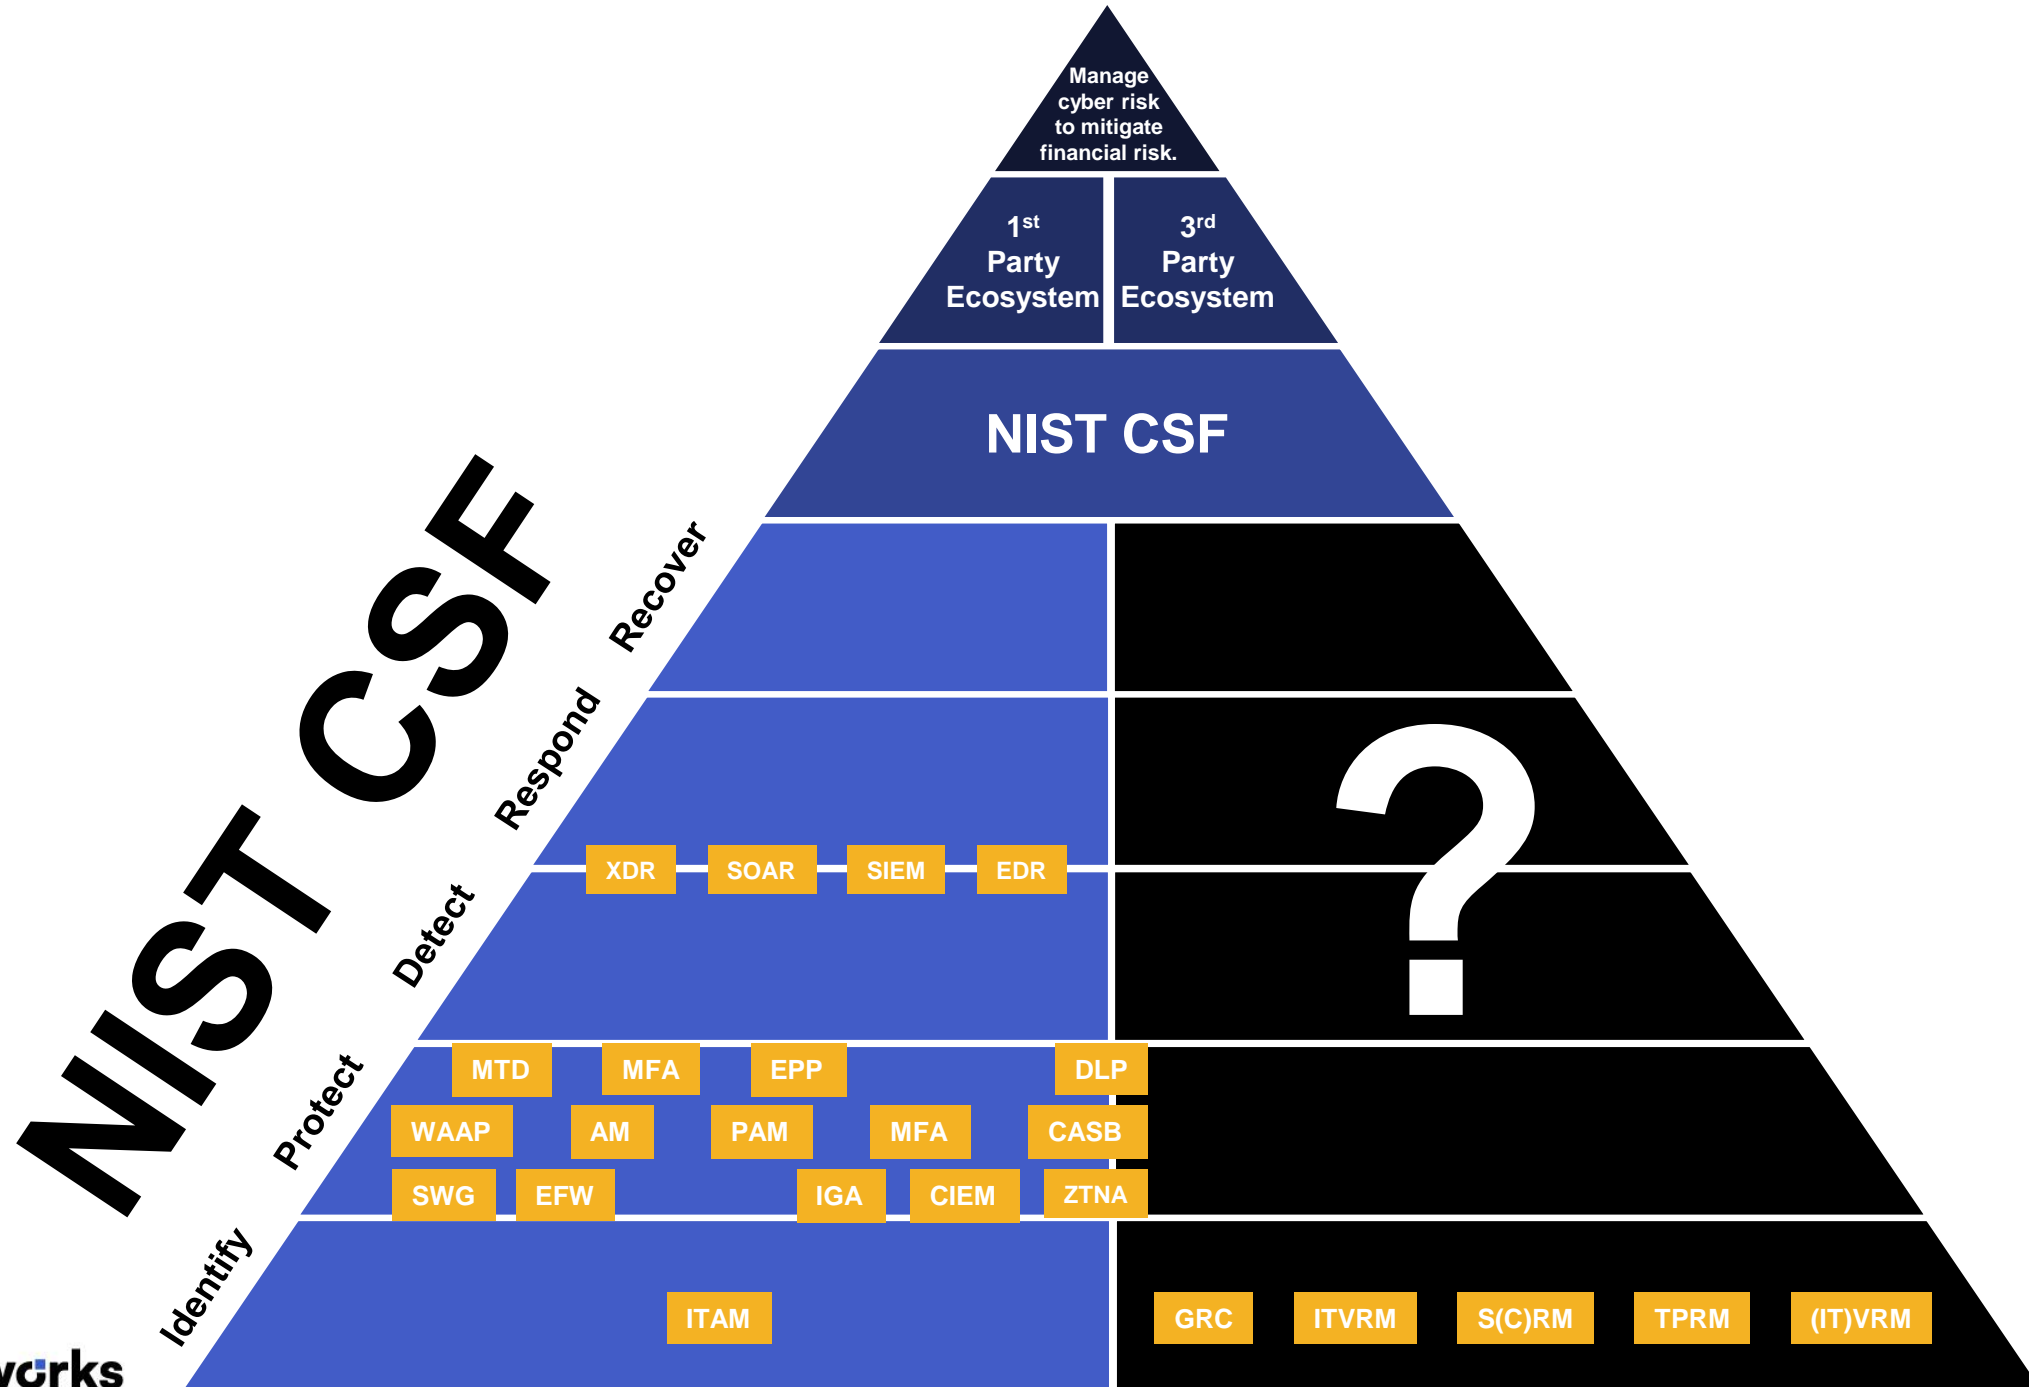 Manage
cyber risk
to mitigate
financial risk.
1st
Party
Ecosystem
3rd
Party
Ecosystem
NIST CSF
NIST CSF
Recover
Respond
Detect
Protect
Identify
?
XDR SOAR SIEM EDR
MTD MFA EPP DLP
WAAP AM PAM MFA CASB
SWG EFW IGA CIEM ZTNA
ITAM
GRC ITVRM S(C)RM TPRM (IT)VRM